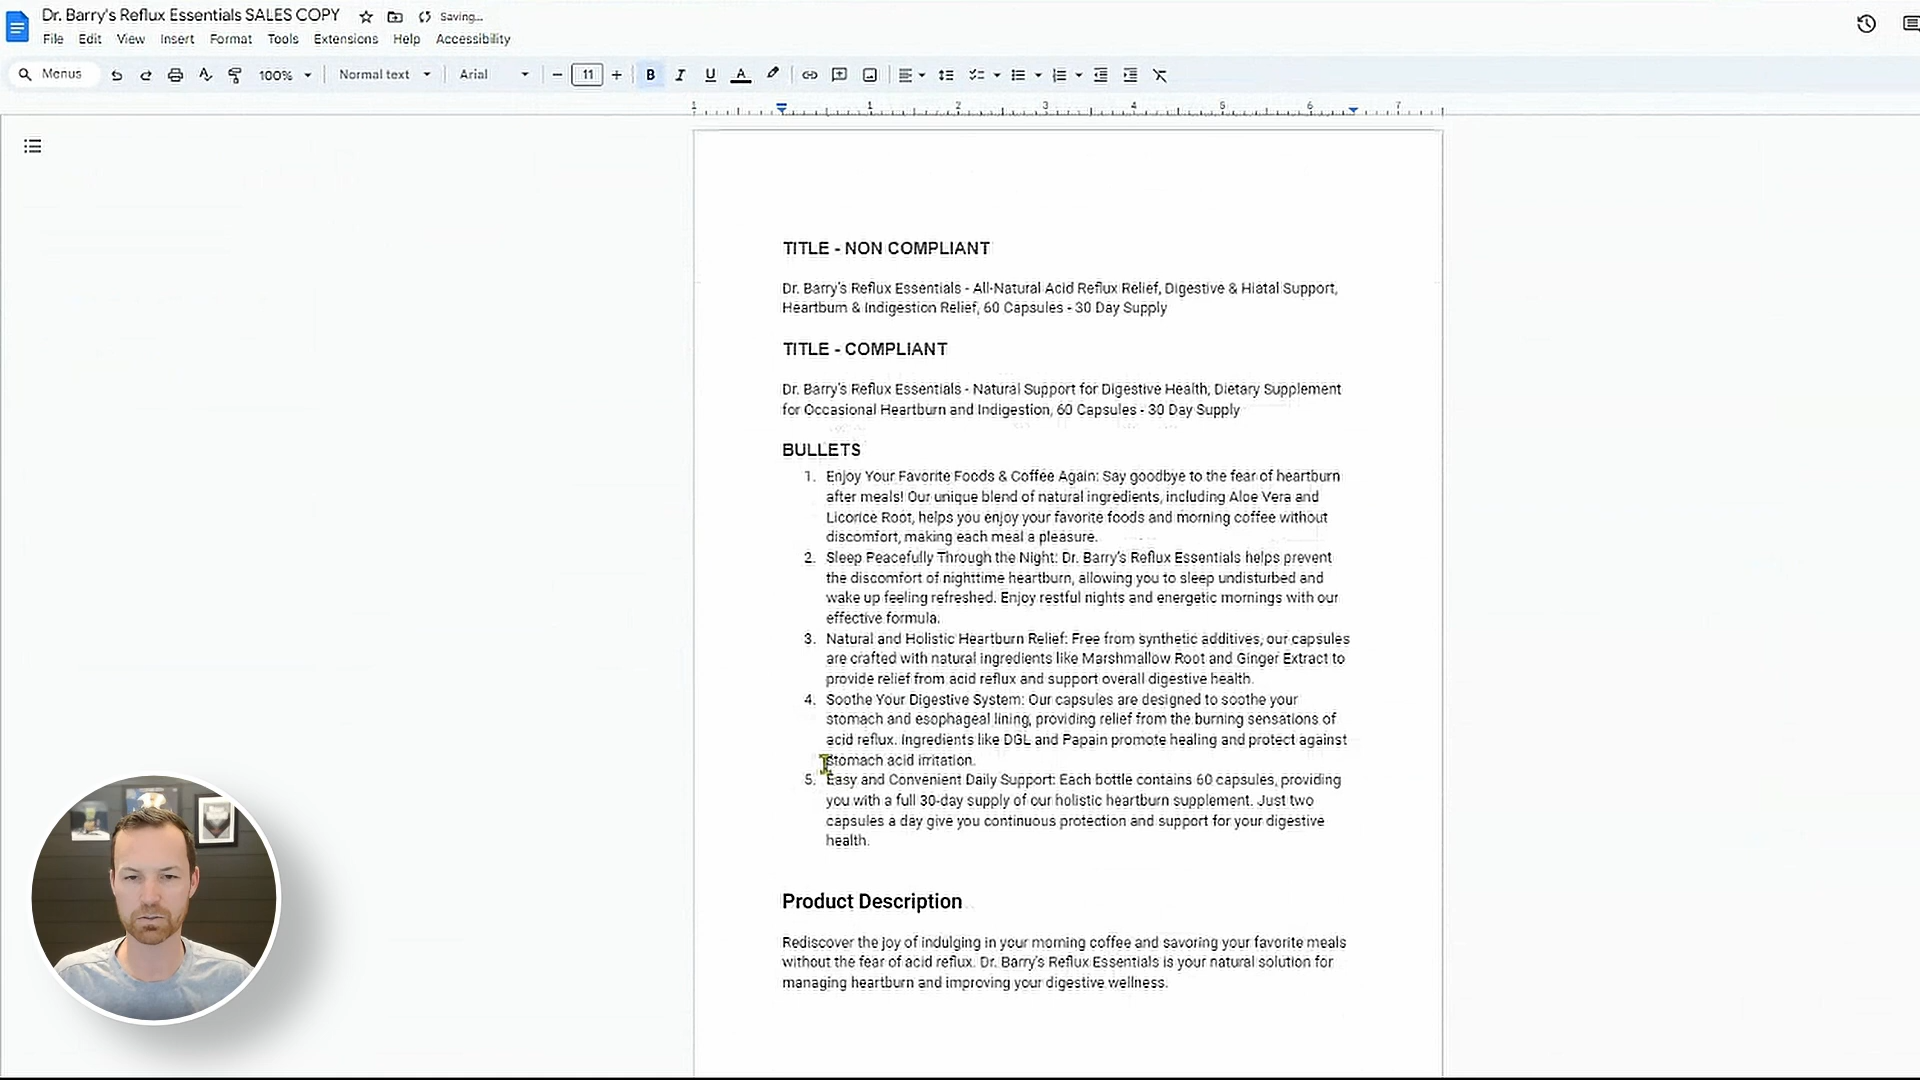 Dr. Barry's Reflux Essentials SALES COPY
Saving...
File Edit View Insert Format Tools Extensions Help Accessibility
Menus 100% Normal text Arial 11 B I U A
1 1 2 3 4 5 6 7
TITLE - NON COMPLIANT
Dr. Barry's Reflux Essentials - All-Natural Acid Reflux Relief, Digestive & Hiatal Support,
Heartburn & Indigestion Relief, 60 Capsules - 30 Day Supply
TITLE - COMPLIANT
Dr. Barry's Reflux Essentials - Natural Support for Digestive Health, Dietary Supplement
for Occasional Heartburn and Indigestion, 60 Capsules - 30 Day Supply
BULLETS
1. Enjoy Your Favorite Foods & Coffee Again: Say goodbye to the fear of heartburn
after meals! Our unique blend of natural ingredients, including Aloe Vera and
Licorice Root, helps you enjoy your favorite foods and morning coffee without
discomfort, making each meal a pleasure.
2. Sleep Peacefully Through the Night: Dr. Barry's Reflux Essentials helps prevent
the discomfort of nighttime heartburn, allowing you to sleep undisturbed and
wake up feeling refreshed. Enjoy restful nights and energetic mornings with our
effective formula.
3. Natural and Holistic Heartburn Relief: Free from synthetic additives, our capsules
are crafted with natural ingredients like Marshmallow Root and Ginger Extract to
provide relief from acid reflux and support overall digestive health.
4. Soothe Your Digestive System: Our capsules are designed to soothe your
stomach and esophageal lining, providing relief from the burning sensations of
acid reflux. Ingredients like DGL and Papain promote healing and protect against
stomach acid irritation.
5. Easy and Convenient Daily Support: Each bottle contains 60 capsules, providing
you with a full 30-day supply of our holistic heartburn supplement. Just two
capsules a day give you continuous protection and support for your digestive
health.
Product Description
Rediscover the joy of indulging in your morning coffee and savoring your favorite meals
without the fear of acid reflux. Dr. Barry's Reflux Essentials is your natural solution for
managing heartburn and improving your digestive wellness.